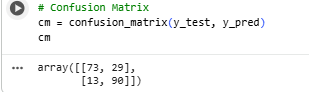 # Confusion Matrix
cm = confusion_matrix(y_test, y_pred)
cm
array([[73, 29],
       [13, 90]])